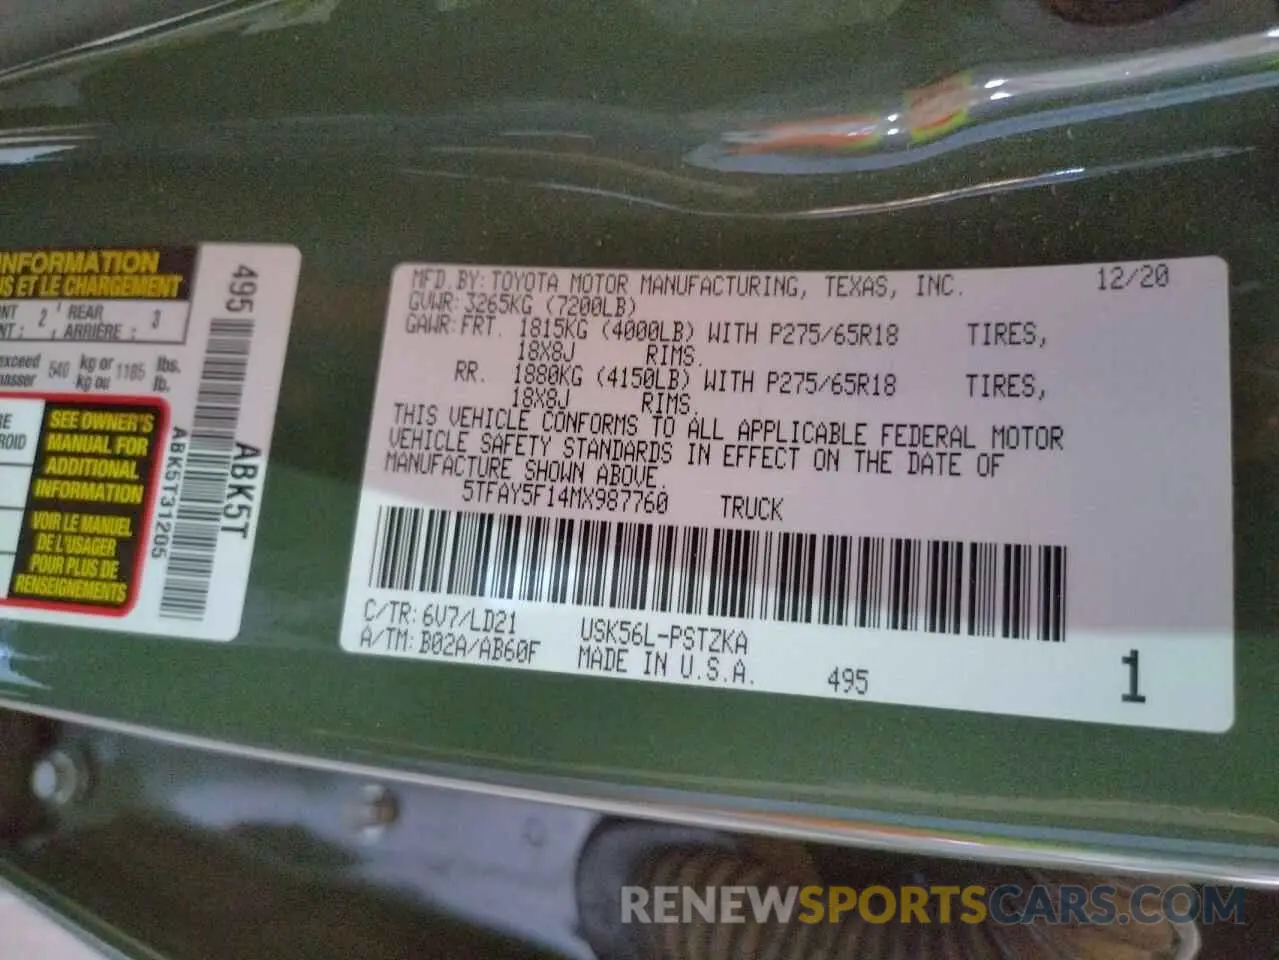 INFORMATION
US ET LE CHARGEMENT
2 REAR 3
ARRIÈRE :
exceed 540 kg or 1185 lbs.
kg ou lb.
SEE OWNER'S
MANUAL FOR
ADDITIONAL
INFORMATION
VOIR LE MANUEL
DE L'USAGER
POUR PLUS DE
RENSEIGNEMENTS
495
ABK5T
ABK5T31205
MFD. BY: TOYOTA MOTOR MANUFACTURING, TEXAS, INC. 12/20
GVWR: 3265KG (7200LB)
GAWR: FRT. 1815KG (4000LB) WITH P275/65R18 TIRES,
18X8J RIMS.
RR. 1880KG (4150LB) WITH P275/65R18 TIRES,
18X8J RIMS.
THIS VEHICLE CONFORMS TO ALL APPLICABLE FEDERAL MOTOR
VEHICLE SAFETY STANDARDS IN EFFECT ON THE DATE OF
MANUFACTURE SHOWN ABOVE.
5TFAY5F14MX987760 TRUCK
C/TR: 6V7/LD21 USK56L-PSTZKA
A/TM: B02A/AB60F MADE IN U.S.A. 495 1
RENEWSPORTSCARS.COM